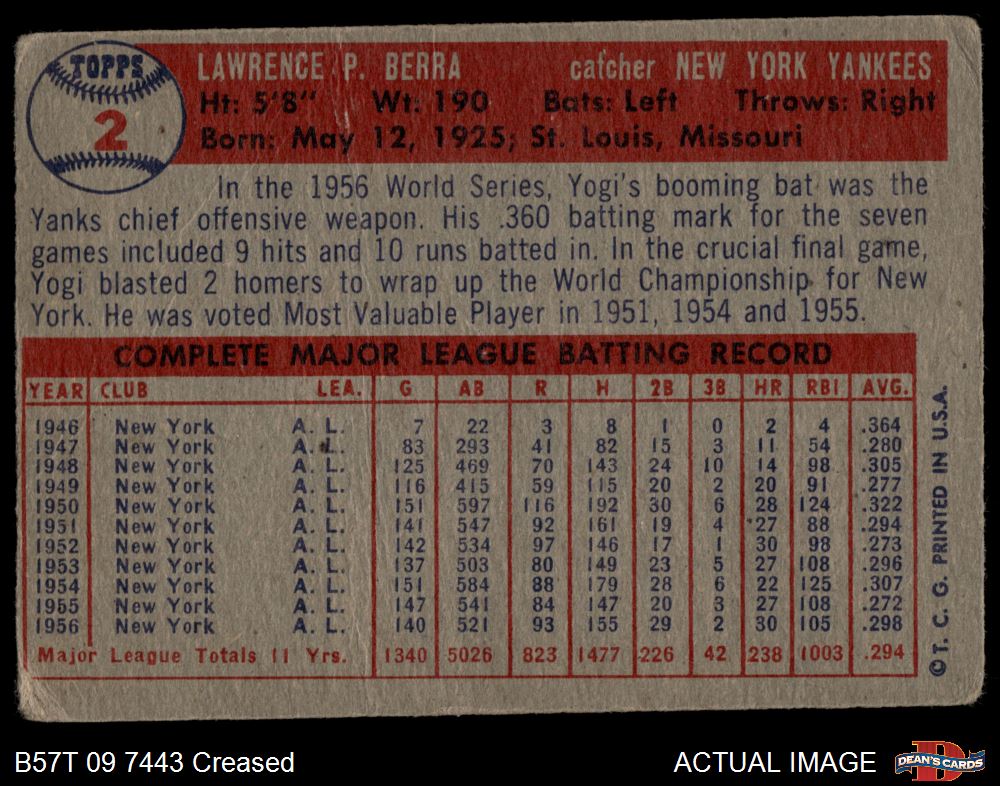 TOPPS
2
LAWRENCE P. BERRA catcher NEW YORK YANKEES
Ht: 5'8" Wt: 190 Bats: Left Throws: Right
Born: May 12, 1925; St. Louis, Missouri
In the 1956 World Series, Yogi's booming bat was the
Yanks chief offensive weapon. His .360 batting mark for the seven
games included 9 hits and 10 runs batted in. In the crucial final game,
Yogi blasted 2 homers to wrap up the World Championship for New
York. He was voted Most Valuable Player in 1951, 1954 and 1955.
COMPLETE MAJOR LEAGUE BATTING RECORD
YEAR CLUB LEA. G AB R H 2B 3B HR RBI AVG.
1946 New York A. L. 7 22 3 8 1 0 2 4 .364
1947 New York A. L. 83 293 41 82 15 3 11 54 .280
1948 New York A. L. 125 469 70 143 24 10 14 98 .305
1949 New York A. L. 116 415 59 115 20 2 20 91 .277
1950 New York A. L. 151 597 116 192 30 6 28 124 .322
1951 New York A. L. 141 547 92 161 19 4 27 88 .294
1952 New York A. L. 142 534 97 146 17 1 30 98 .273
1953 New York A. L. 137 503 80 149 23 5 27 108 .296
1954 New York A. L. 151 584 88 179 28 6 22 125 .307
1955 New York A. L. 147 541 84 147 20 3 27 108 .272
1956 New York A. L. 140 521 93 155 29 2 30 105 .298
Major League Totals 11 Yrs. 1340 5026 823 1477 226 42 238 1003 .294
©T. C. G. PRINTED IN U.S.A.
B57T 09 7443 Creased
ACTUAL IMAGE
D
DEAN'S CARDS